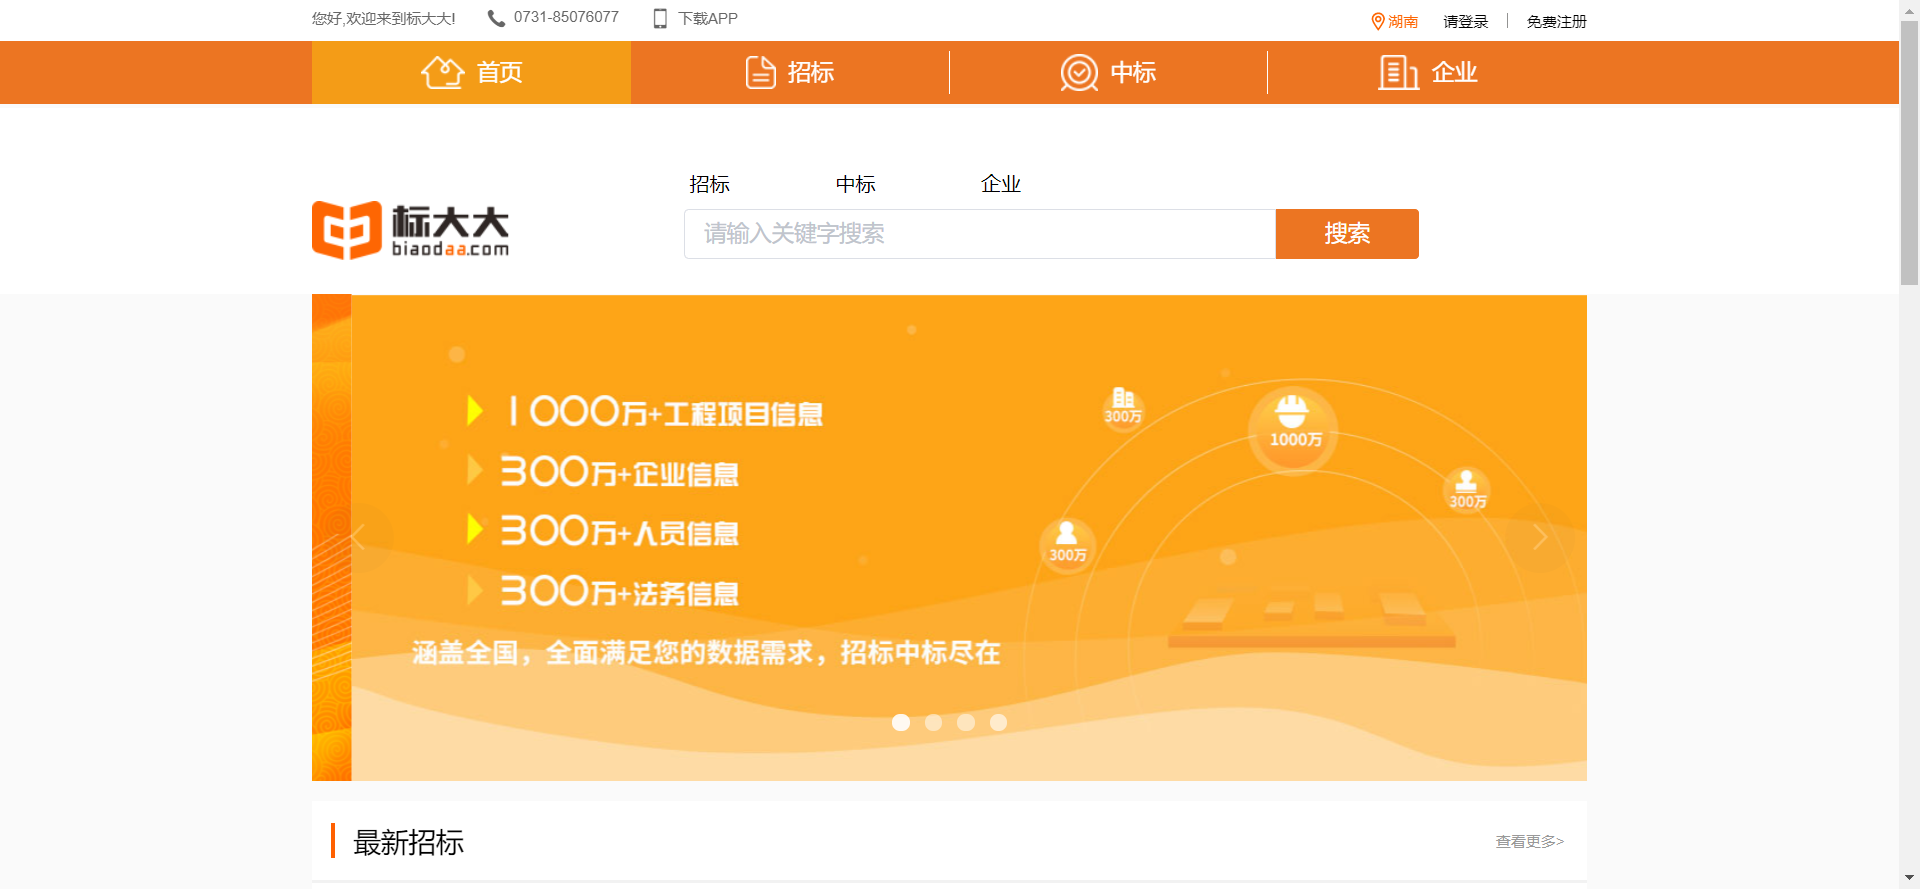 您好,欢迎来到标大大! 0731-85076077 下载APP 湖南 请登录 免费注册
首页 招标 中标 企业
招标 中标 企业
标大大
biaodaa.com
请输入关键字搜索 搜索
1000万+工程项目信息
300万+企业信息
300万+人员信息
300万+法务信息
涵盖全国，全面满足您的数据需求，招标中标尽在
300万
1000万
300万
300万
最新招标 查看更多>